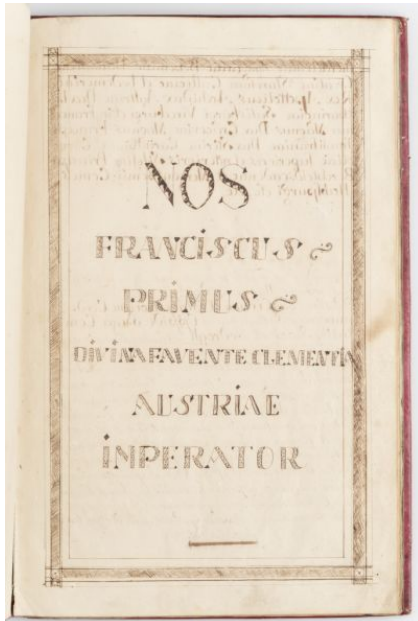 NOS
FRANCISCUS
PRIMUS
DIVINA FAVENTE CLEMENTIA
AUSTRIAE
IMPERATOR